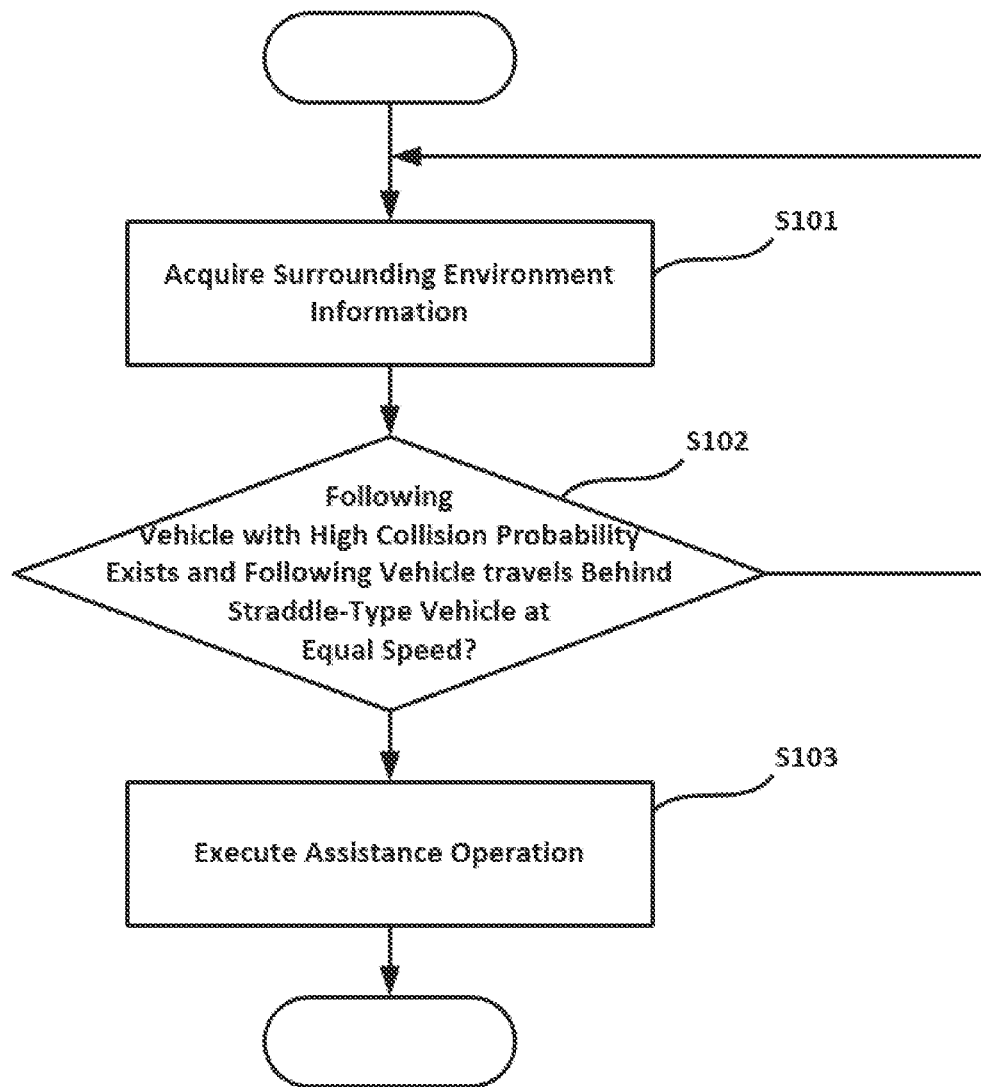 S101
Acquire Surrounding Environment
Information
S102
Following
Vehicle with High Collision Probability
Exists and Following Vehicle travels Behind
Straddle-Type Vehicle at
Equal Speed?
S103
Execute Assistance Operation